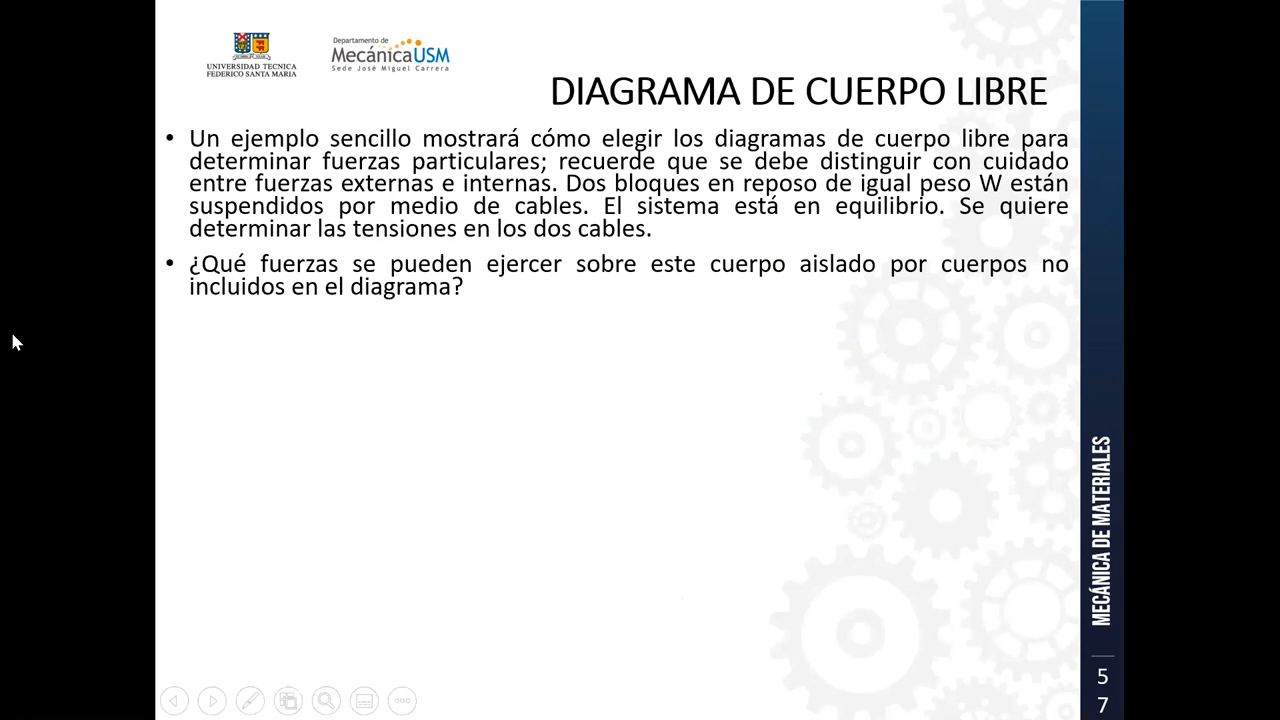 UNIVERSIDAD TECNICA
FEDERICO SANTA MARIA
Departamento de
MecánicaUSM
Sede José Miguel Carrera
DIAGRAMA DE CUERPO LIBRE
• Un ejemplo sencillo mostrará cómo elegir los diagramas de cuerpo libre para
determinar fuerzas particulares; recuerde que se debe distinguir con cuidado
entre fuerzas externas e internas. Dos bloques en reposo de igual peso W están
suspendidos por medio de cables. El sistema está en equilibrio. Se quiere
determinar las tensiones en los dos cables.
• ¿Qué fuerzas se pueden ejercer sobre este cuerpo aislado por cuerpos no
incluidos en el diagrama?
MECÁNICA DE MATERIALES
5
7